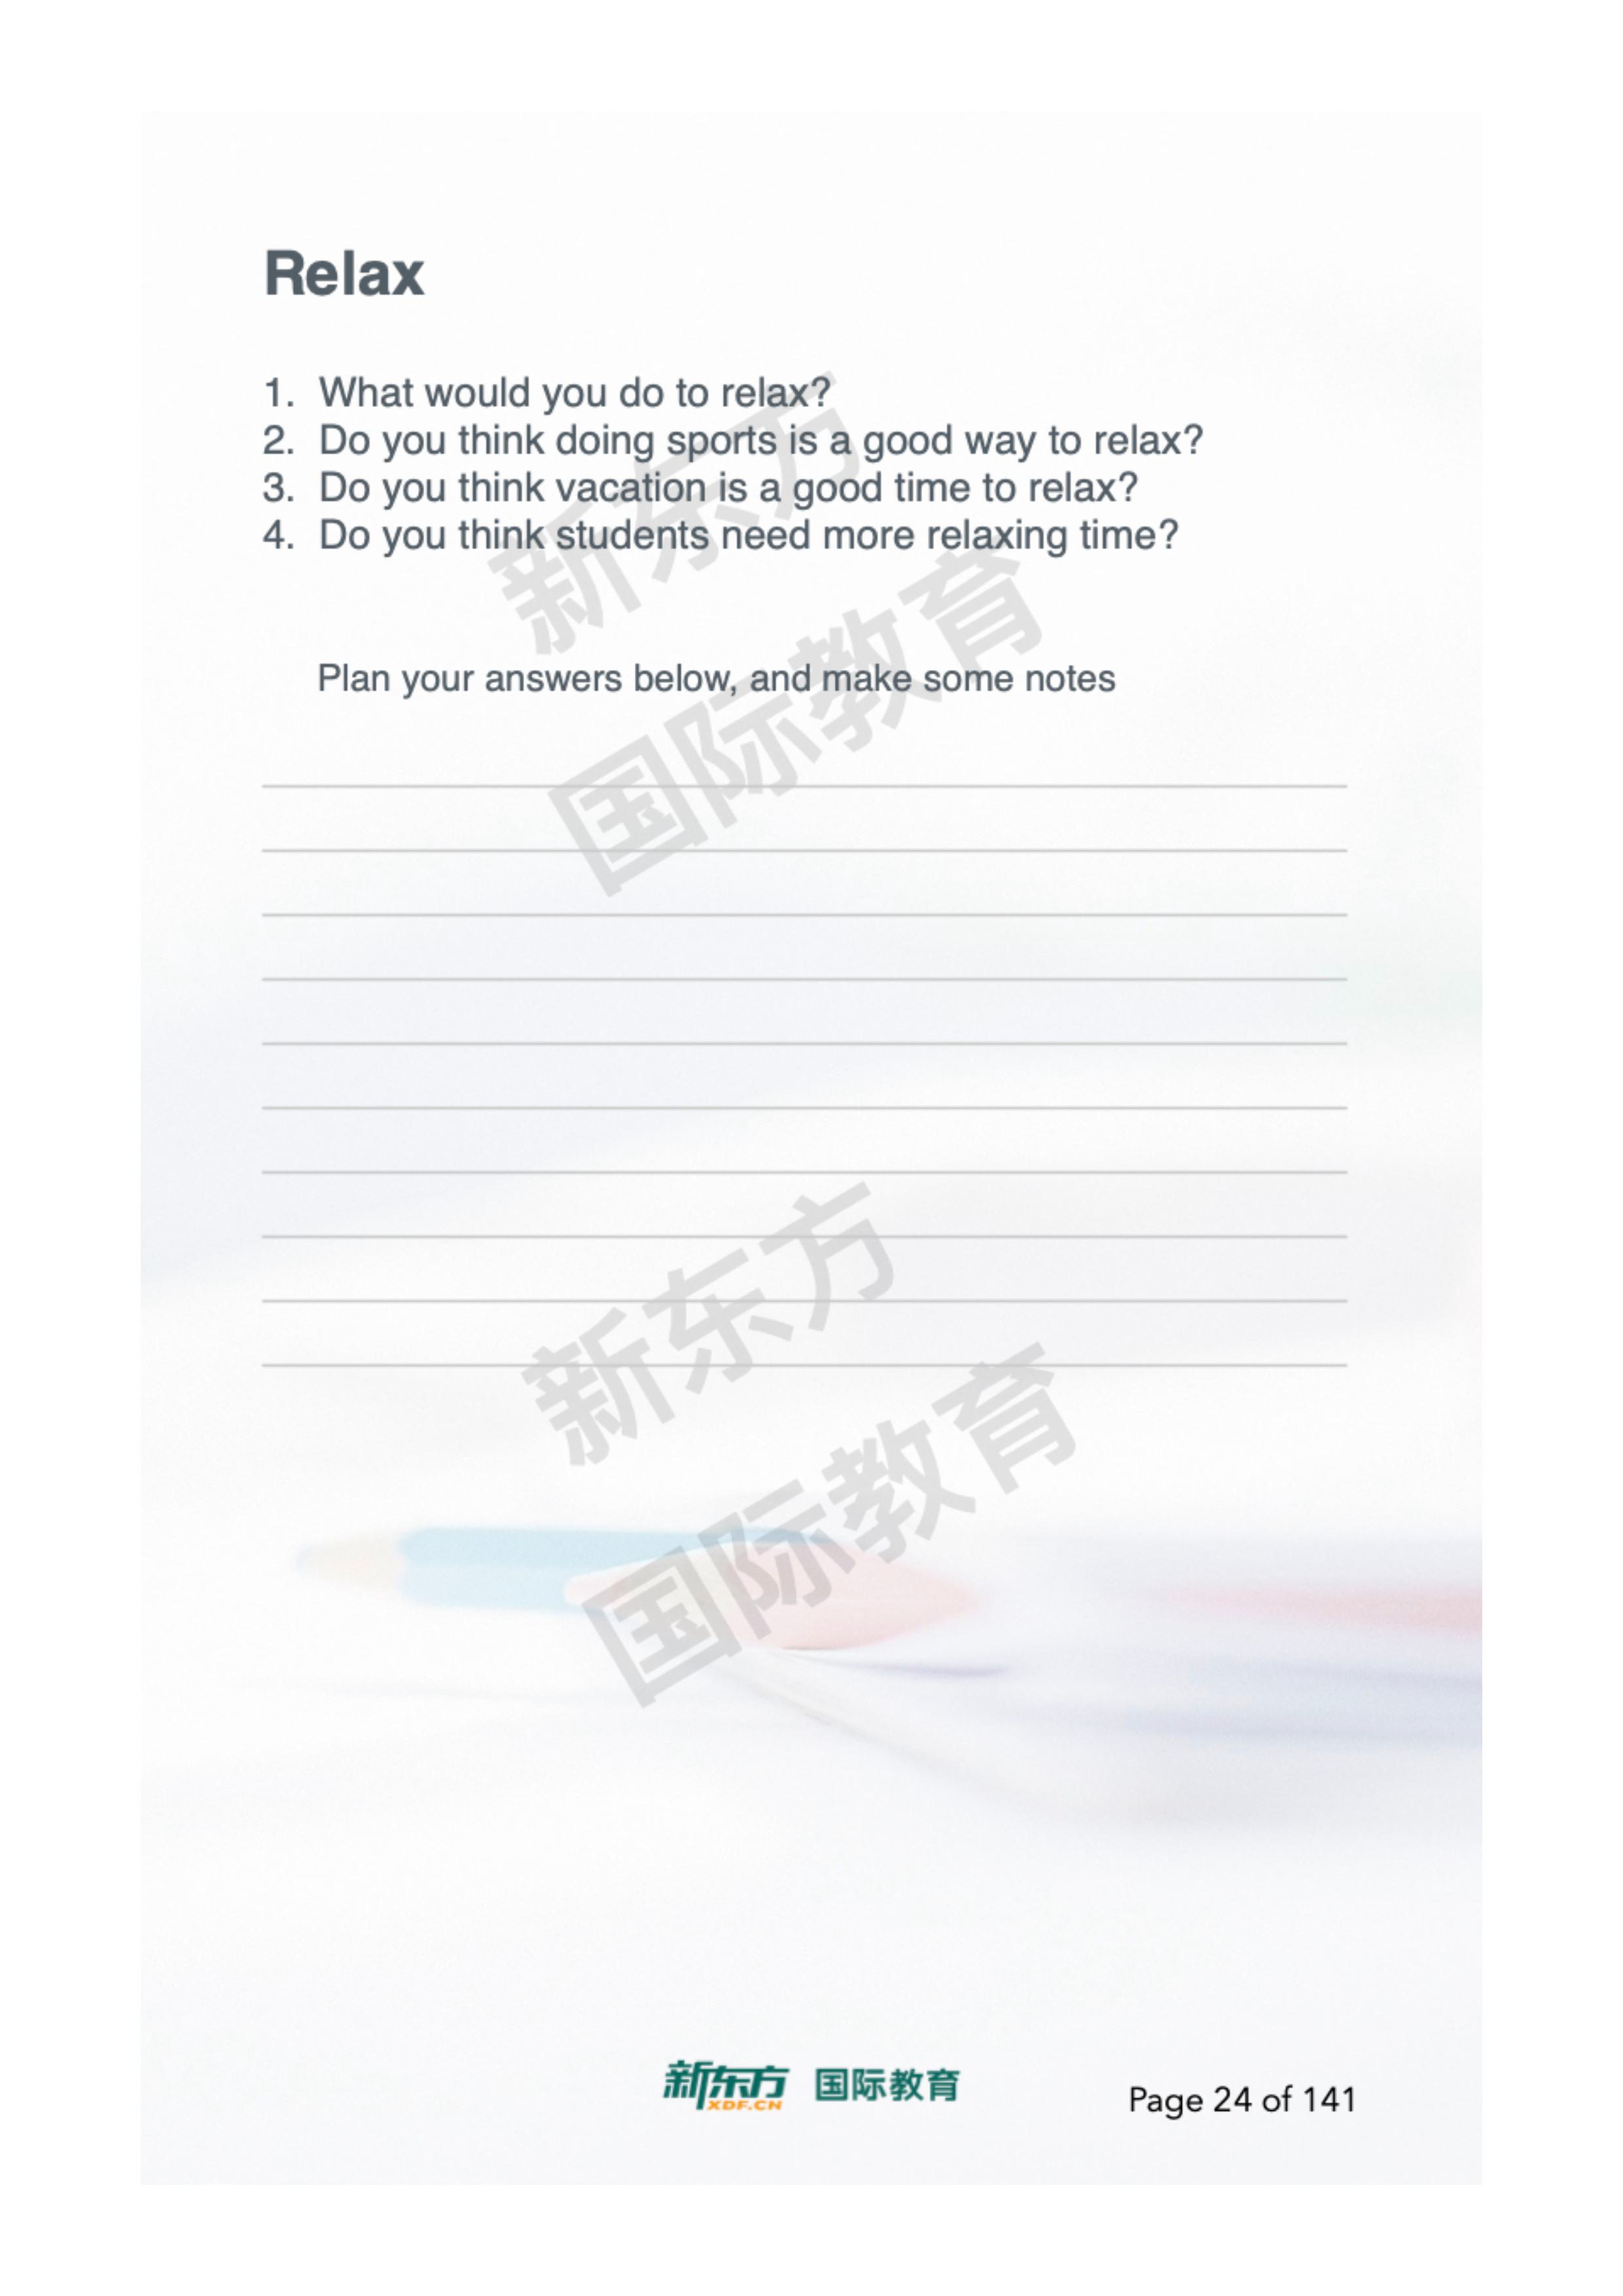 Relax
1. What would you do to relax?
2. Do you think doing sports is a good way to relax?
3. Do you think vacation is a good time to relax?
4. Do you think students need more relaxing time?
新东方
国际教育
Plan your answers below, and make some notes
新东方
国际教育
新东方 国际教育
XDF.CN
Page 24 of 141